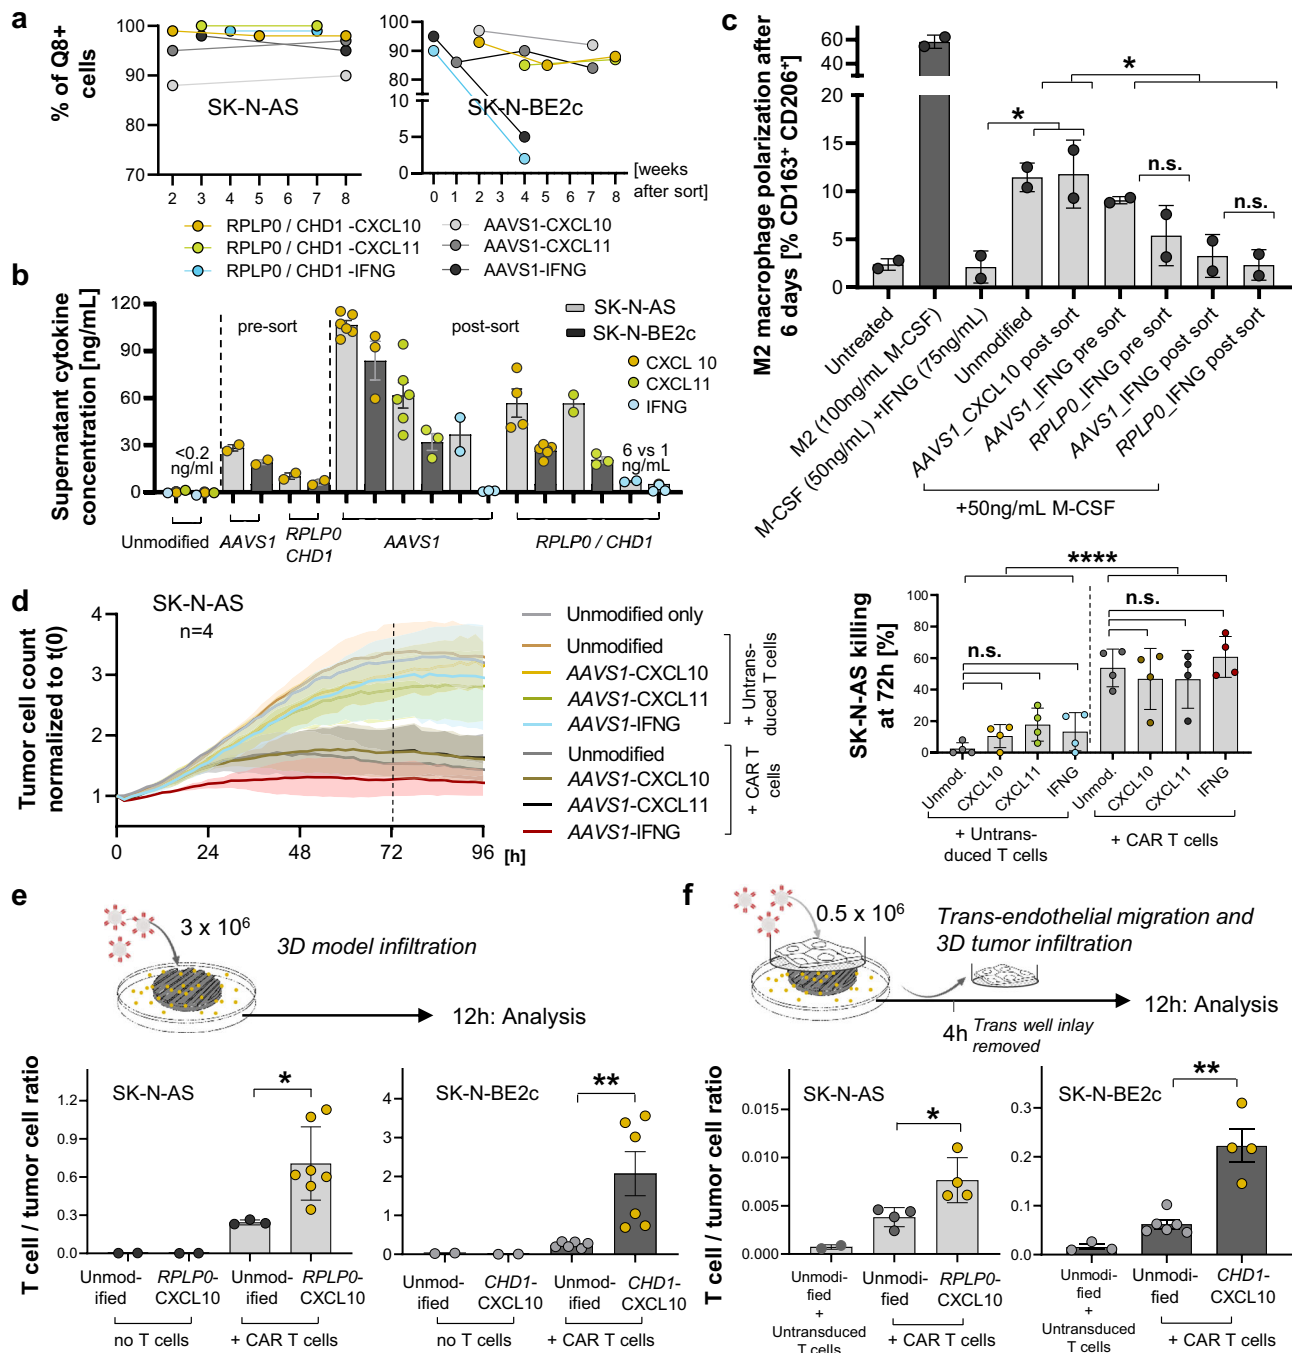 a
% of Q8+
cells
100
90
80
70
SK-N-AS
2 3 4 5 6 7 8
100
90
80
10
5
0
SK-N-BE2c
0 1 2 3 4 5 6 7 8
[weeks
after sort]
RPLP0 / CHD1 -CXCL10
RPLP0 / CHD1 -CXCL11
RPLP0 / CHD1 -IFNG
AAVS1-CXCL10
AAVS1-CXCL11
AAVS1-IFNG
b
Supernatant cytokine
concentration [ng/mL]
120
90
60
30
0
pre-sort
post-sort
SK-N-AS
SK-N-BE2c
CXCL 10
CXCL11
IFNG
<0.2
ng/ml
6 vs 1
ng/mL
Unmodified
AAVS1
RPLP0
CHD1
AAVS1
RPLP0 / CHD1
c
M2 macrophage polarization after
6 days [% CD163+ CD206+]
60
40
20
15
10
5
0
*
*
n.s.
n.s.
Untreated
M2 (100ng/mL M-CSF)
M-CSF (50ng/mL) +IFNG (75ng/mL)
Unmodified
AAVS1_CXCL10 post sort
AAVS1_IFNG pre sort
RPLP0_IFNG pre sort
AAVS1_IFNG post sort
RPLP0_IFNG post sort
+50ng/mL M-CSF
d
SK-N-AS
n=4
Tumor cell count
normalized to t(0)
4
3
2
1
0 24 48 72 96 [h]
Unmodified only
Unmodified
AAVS1-CXCL10
AAVS1-CXCL11
AAVS1-IFNG
+ Untrans-
duced T cells
Unmodified
AAVS1-CXCL10
AAVS1-CXCL11
AAVS1-IFNG
+ CAR T
cells
SK-N-AS killing
at 72h [%]
100
80
60
40
20
0
****
n.s.
n.s.
Unmod.
CXCL10
CXCL11
IFNG
Unmod.
CXCL10
CXCL11
IFNG
+ Untrans-
duced T cells
+ CAR T cells
e
3 x 10⁶
3D model infiltration
12h: Analysis
T cell / tumor cell ratio
SK-N-AS
1.2
0.9
0.6
0.3
0.0
*
Unmod-
ified
RPLP0-
CXCL10
Unmod-
ified
RPLP0-
CXCL10
no T cells
+ CAR T cells
SK-N-BE2c
4
3
2
1
0
**
Unmod-
ified
CHD1-
CXCL10
Unmod-
ified
CHD1-
CXCL10
no T cells
+ CAR T cells
f
0.5 x 10⁶
Trans-endothelial migration and
3D tumor infiltration
4h
Trans well inlay
removed
12h: Analysis
T cell / tumor cell ratio
SK-N-AS
0.015
0.010
0.005
0.000
*
Unmodi-
fied
+
Untransduced
T cells
Unmodi-
fied
RPLP0-
CXCL10
+ CAR T cells
SK-N-BE2c
0.3
0.2
0.1
0.0
**
Unmodi-
fied
+
Untransduced
T cells
Unmodi-
fied
CHD1-
CXCL10
+ CAR T cells